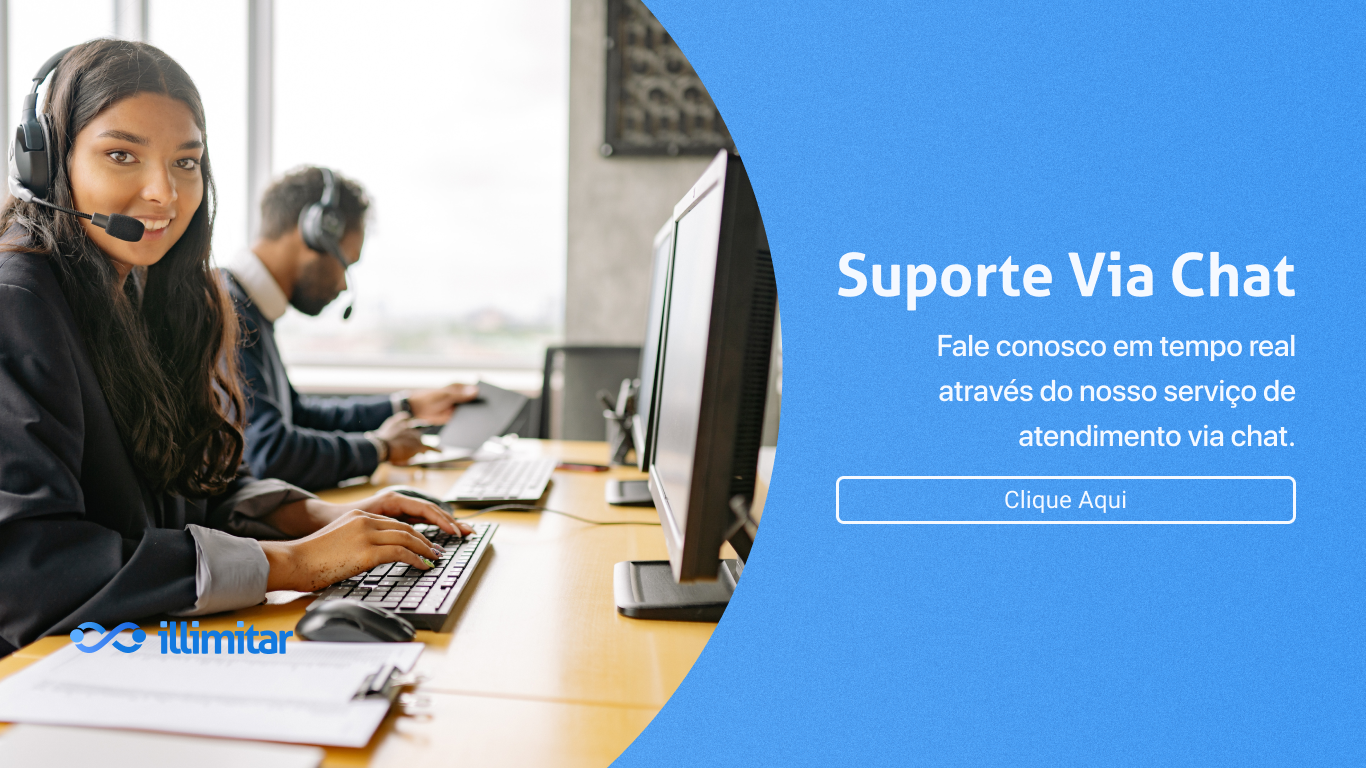 Suporte Via Chat
Fale conosco em tempo real
através do nosso serviço de
atendimento via chat.
Clique Aqui
illimitar